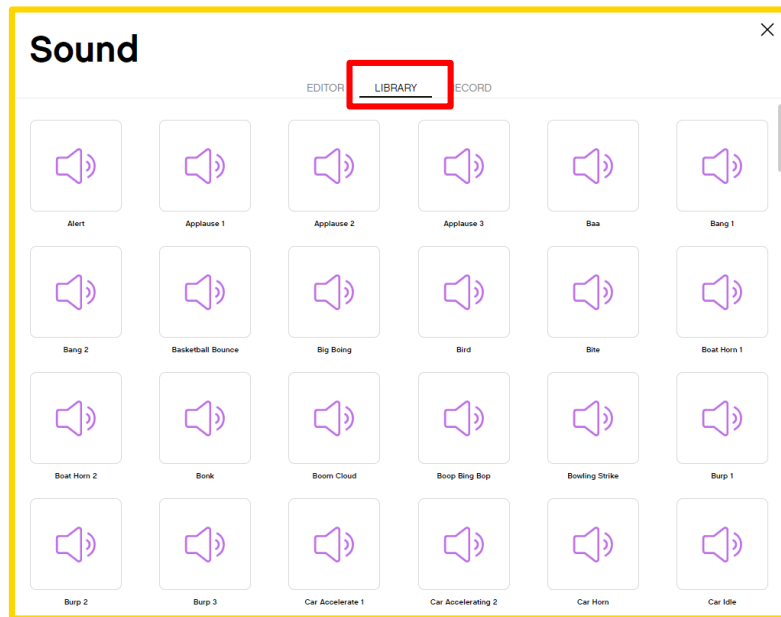 Sound
EDITOR LIBRARY RECORD
Alert Applause 1 Applause 2 Applause 3 Baa Bang 1
Bang 2 Basketball Bounce Big Boing Bird Bite Boat Horn 1
Boat Horn 2 Bonk Boom Cloud Boop Bing Bop Bowling Strike Burp 1
Burp 2 Burp 3 Car Accelerate 1 Car Accelerating 2 Car Horn Car Idle